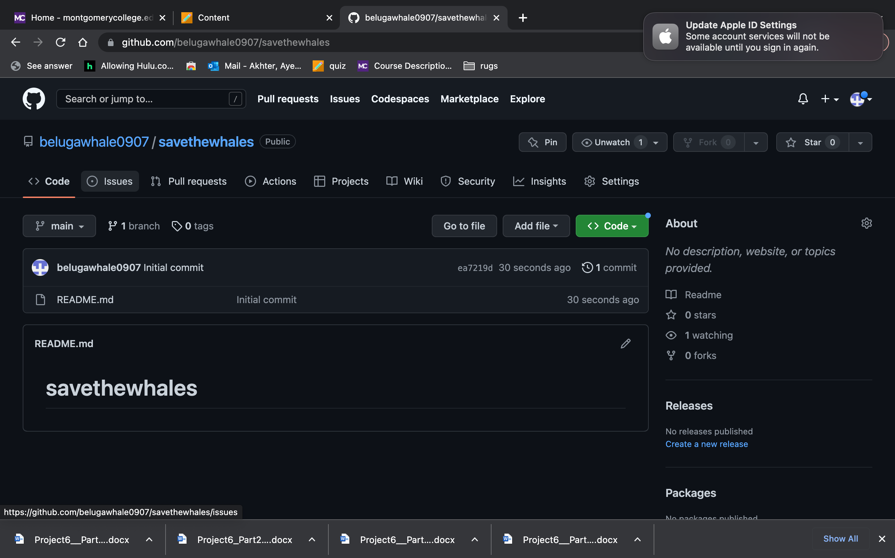 Home - montgomerycollege.ed
Content
belugawhale0907/savethewhal
Update Apple ID Settings
Some account services will not be
available until you sign in again.
github.com/belugawhale0907/savethewhales
See answer
Allowing Hulu.co...
Mail - Akhter, Aye...
quiz
MC Course Description...
rugs
Search or jump to...
/
Pull requests
Issues
Codespaces
Marketplace
Explore
belugawhale0907 / savethewhales
Public
Pin
Unwatch 1
Fork 0
Star 0
Code
Issues
Pull requests
Actions
Projects
Wiki
Security
Insights
Settings
main
1 branch
0 tags
Go to file
Add file
Code
About
No description, website, or topics
provided.
belugawhale0907 Initial commit
ea7219d 30 seconds ago
1 commit
README.md
Initial commit
30 seconds ago
Readme
0 stars
1 watching
0 forks
README.md
savethewhales
Releases
No releases published
Create a new release
Packages
No packages published
https://github.com/belugawhale0907/savethewhales/issues
Project6__Part....docx
Project6_Part2....docx
Project6__Part....docx
Project6__Part....docx
Show All